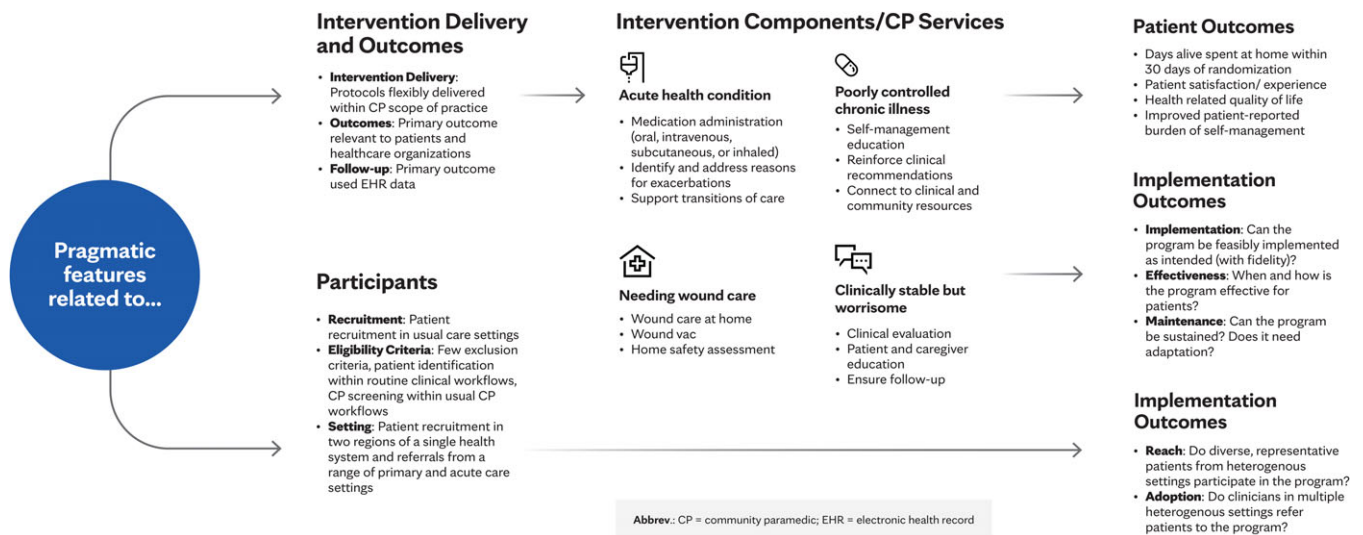 Pragmatic
features
related to...
Intervention Delivery
and Outcomes
• Intervention Delivery:
Protocols flexibly delivered
within CP scope of practice
• Outcomes: Primary outcome
relevant to patients and
healthcare organizations
• Follow-up: Primary outcome
used EHR data
Participants
• Recruitment: Patient
recruitment in usual care settings
• Eligibility Criteria: Few exclusion
criteria, patient identification
within routine clinical workflows,
CP screening within usual CP
workflows
• Setting: Patient recruitment in
two regions of a single health
system and referrals from a
range of primary and acute care
settings
Intervention Components/CP Services
Acute health condition
• Medication administration
(oral, intravenous,
subcutaneous, or inhaled)
• Identify and address reasons
for exacerbations
• Support transitions of care
Poorly controlled
chronic illness
• Self-management
education
• Reinforce clinical
recommendations
• Connect to clinical and
community resources
Needing wound care
• Wound care at home
• Wound vac
• Home safety assessment
Clinically stable but
worrisome
• Clinical evaluation
• Patient and caregiver
education
• Ensure follow-up
Abbrev.: CP = community paramedic; EHR = electronic health record
Patient Outcomes
• Days alive spent at home within
30 days of randomization
• Patient satisfaction/ experience
• Health related quality of life
• Improved patient-reported
burden of self-management
Implementation
Outcomes
• Implementation: Can the
program be feasibly implemented
as intended (with fidelity)?
• Effectiveness: When and how is
the program effective for
patients?
• Maintenance: Can the program
be sustained? Does it need
adaptation?
Implementation
Outcomes
• Reach: Do diverse, representative
patients from heterogenous
settings participate in the program?
• Adoption: Do clinicians in multiple
heterogenous settings refer
patients to the program?